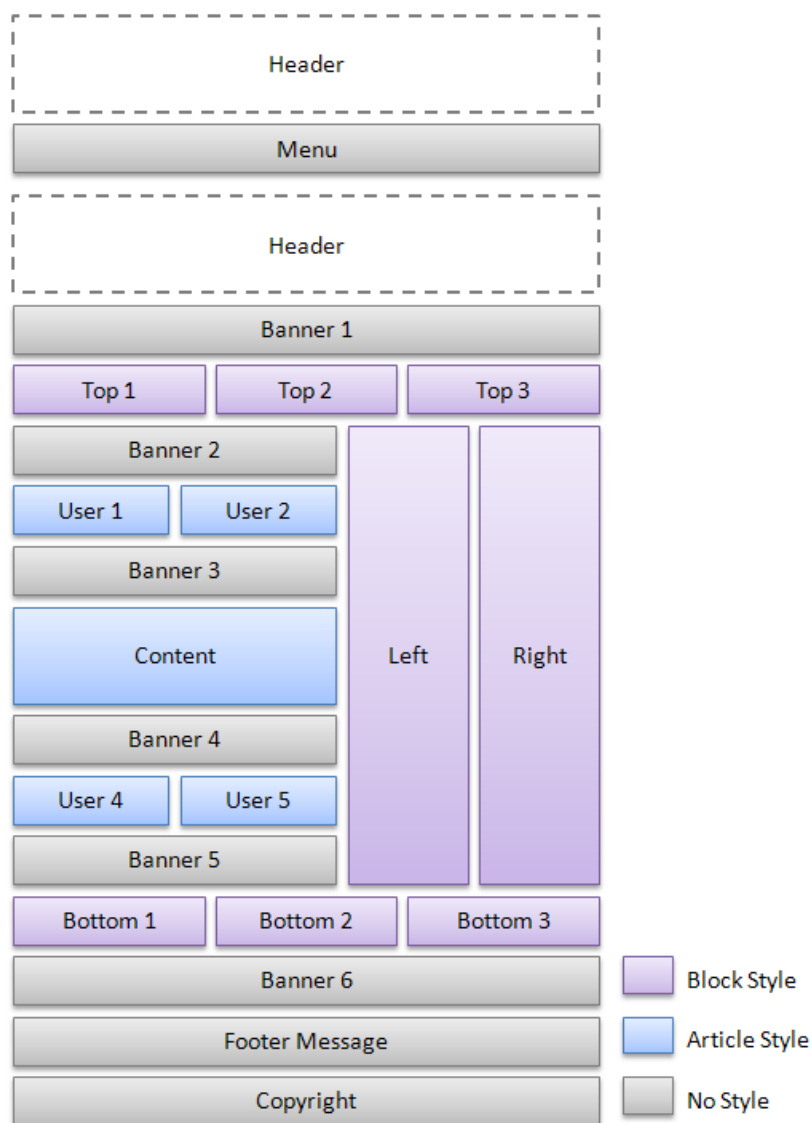 Header
Menu
Header
Banner 1
Top 1
Top 2
Top 3
Banner 2
User 1
User 2
Banner 3
Content
Left
Right
Banner 4
User 4
User 5
Banner 5
Bottom 1
Bottom 2
Bottom 3
Banner 6
Footer Message
Copyright
Block Style
Article Style
No Style